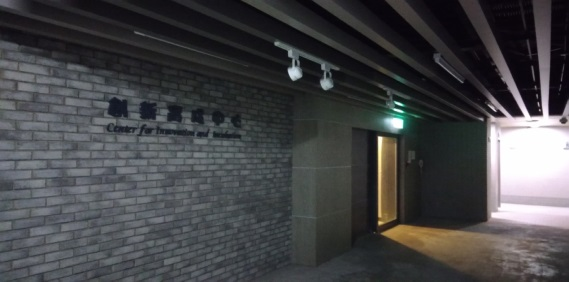 創新育成中心
Center for Innovation and Incubation